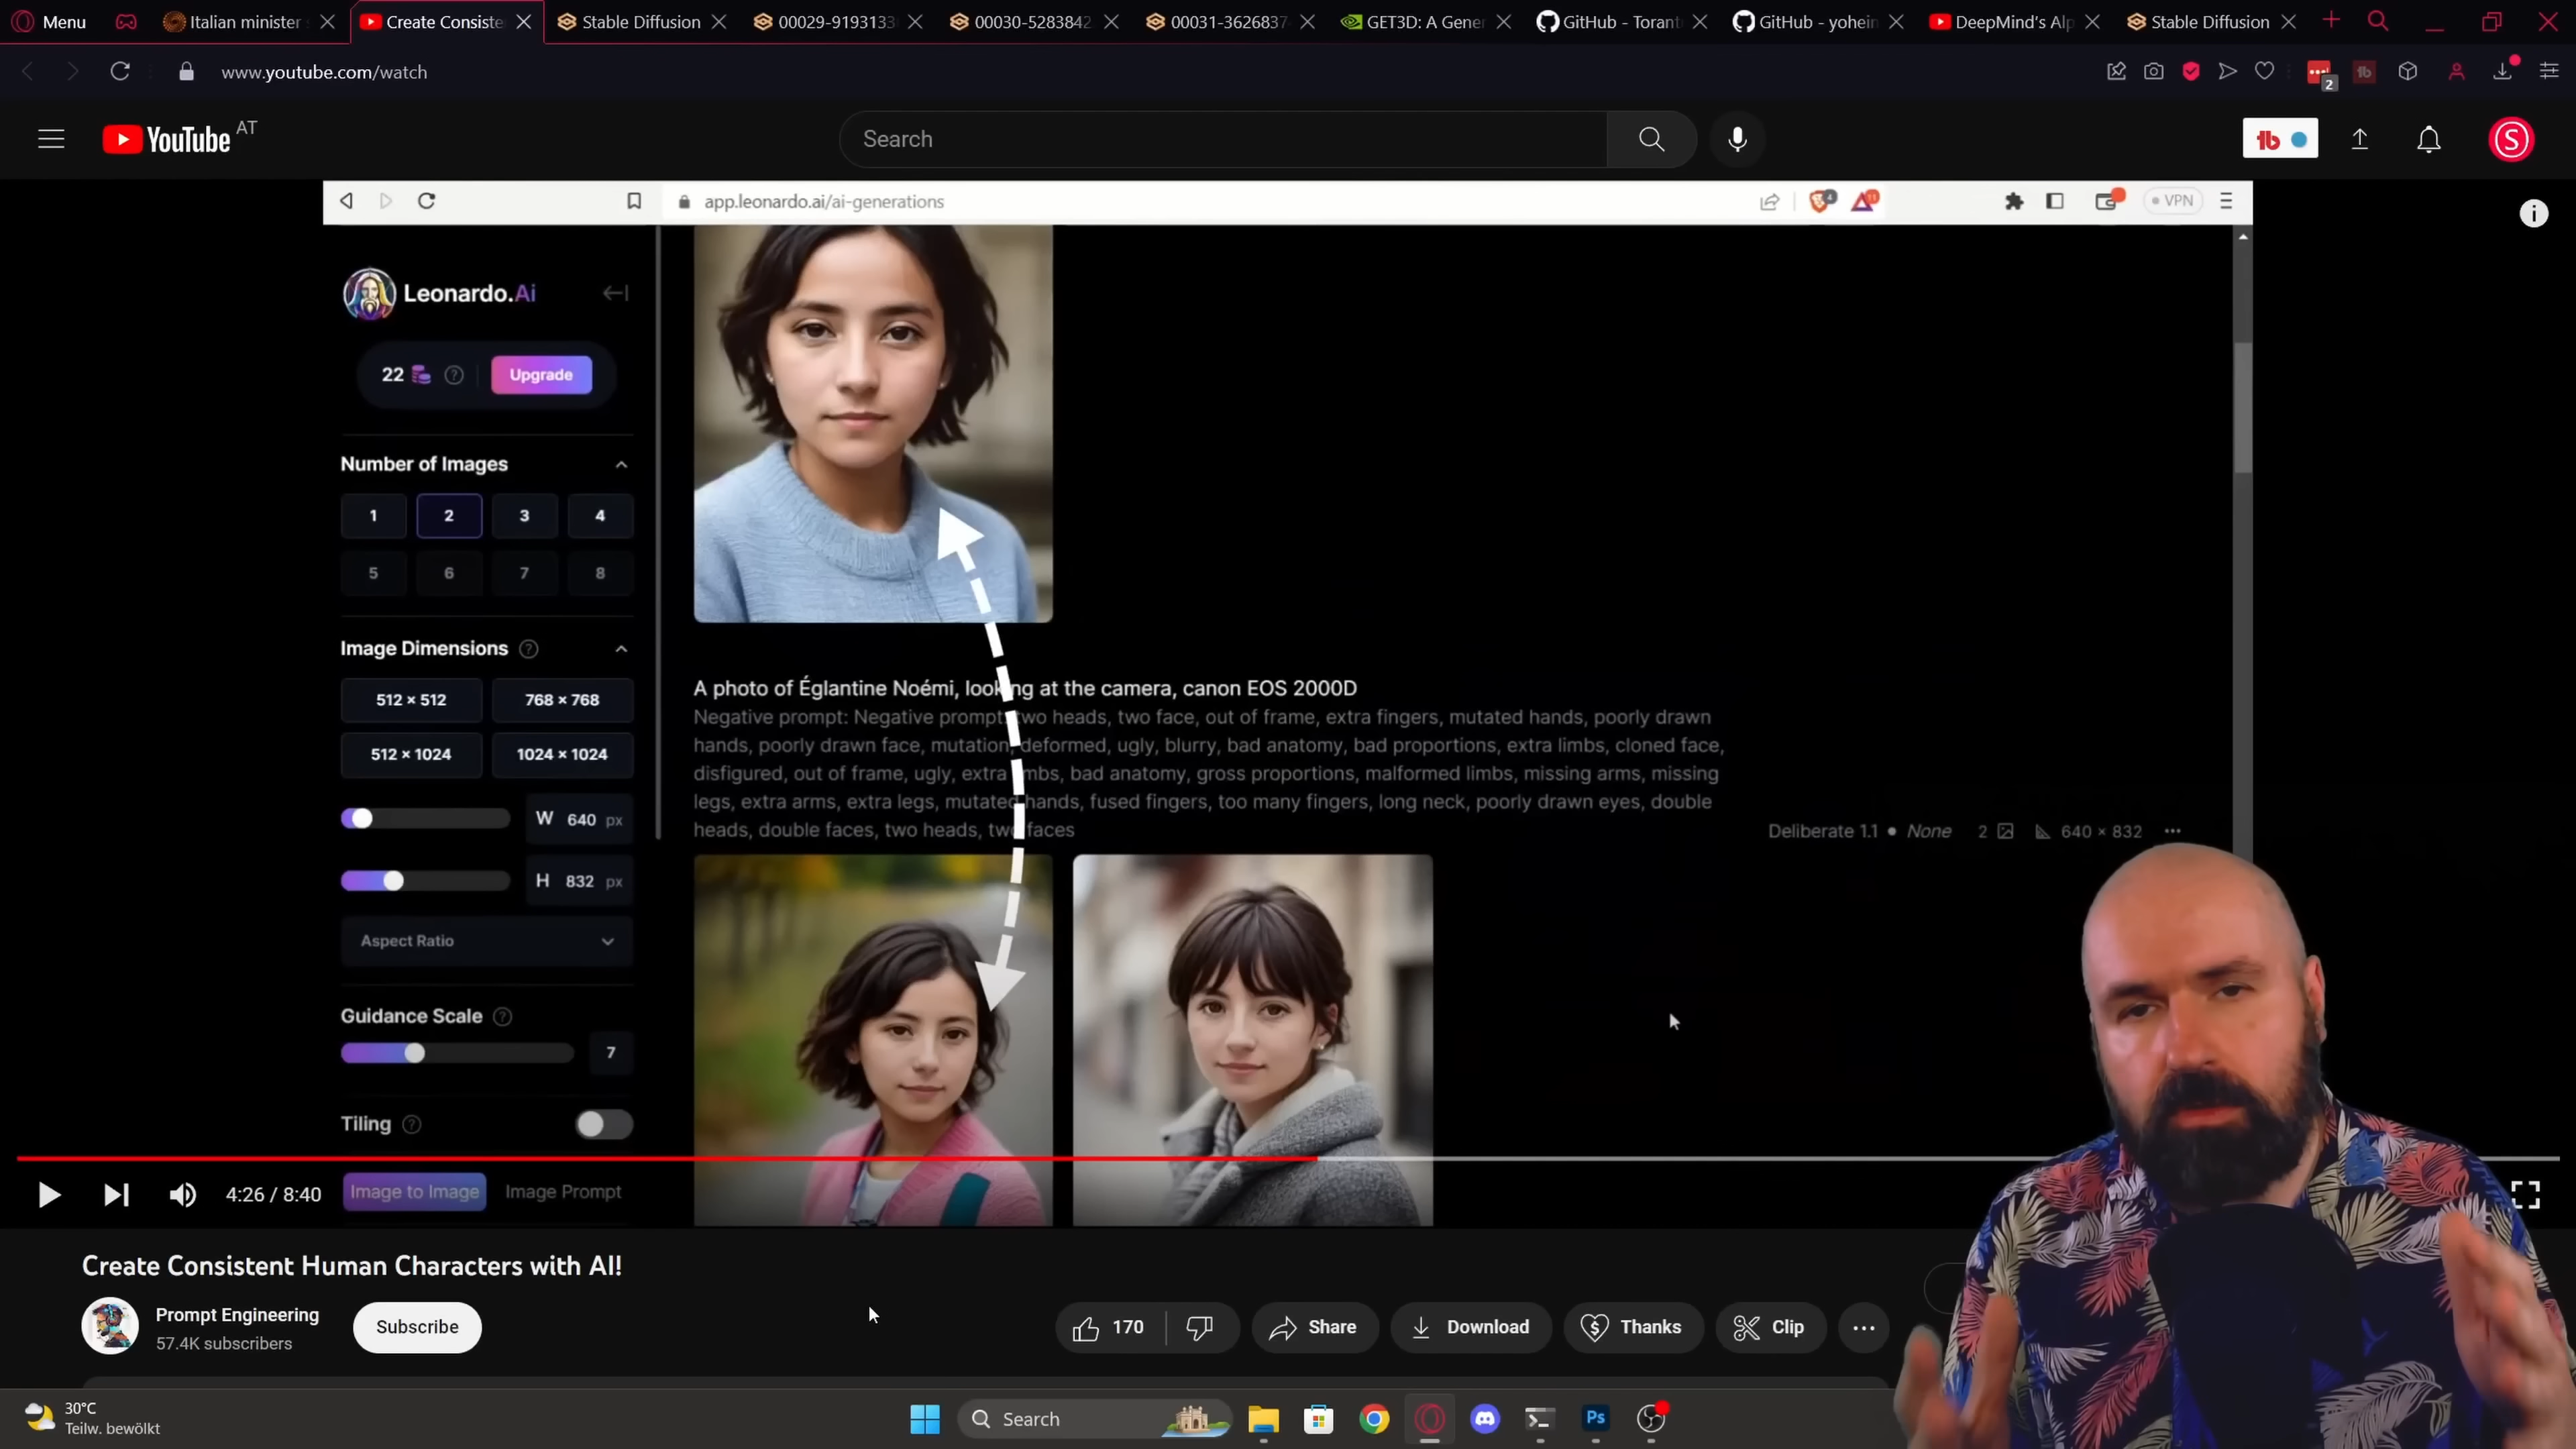 Menu
Italian minister
Create Consiste
Stable Diffusion
00029-9193133
00030-5283842
00031-3626837
GET3D: A Gener
GitHub - Torant
GitHub - yohein
DeepMind's Alp
Stable Diffusion
www.youtube.com/watch
2
YouTube AT
Search
S
app.leonardo.ai/ai-generations
VPN
Leonardo.Ai
22
Upgrade
Number of Images
1 2 3 4
5 6 7 8
Image Dimensions
512 × 512 768 × 768
512 × 1024 1024 × 1024
W 640 px
H 832 px
Aspect Ratio
Guidance Scale
7
Tiling
Image to Image Image Prompt
A photo of Églantine Noémi, looking at the camera, canon EOS 2000D
Negative prompt: Negative prompt two heads, two face, out of frame, extra fingers, mutated hands, poorly drawn
hands, poorly drawn face, mutation, deformed, ugly, blurry, bad anatomy, bad proportions, extra limbs, cloned face,
disfigured, out of frame, ugly, extra limbs, bad anatomy, gross proportions, malformed limbs, missing arms, missing
legs, extra arms, extra legs, mutated hands, fused fingers, too many fingers, long neck, poorly drawn eyes, double
heads, double faces, two heads, two faces
Deliberate 1.1 • None 2 640 × 832
4:26 / 8:40
Create Consistent Human Characters with AI!
Prompt Engineering
57.4K subscribers
Subscribe
170
Share
Download
Thanks
Clip
30°C
Teilw. bewölkt
Search
Ps